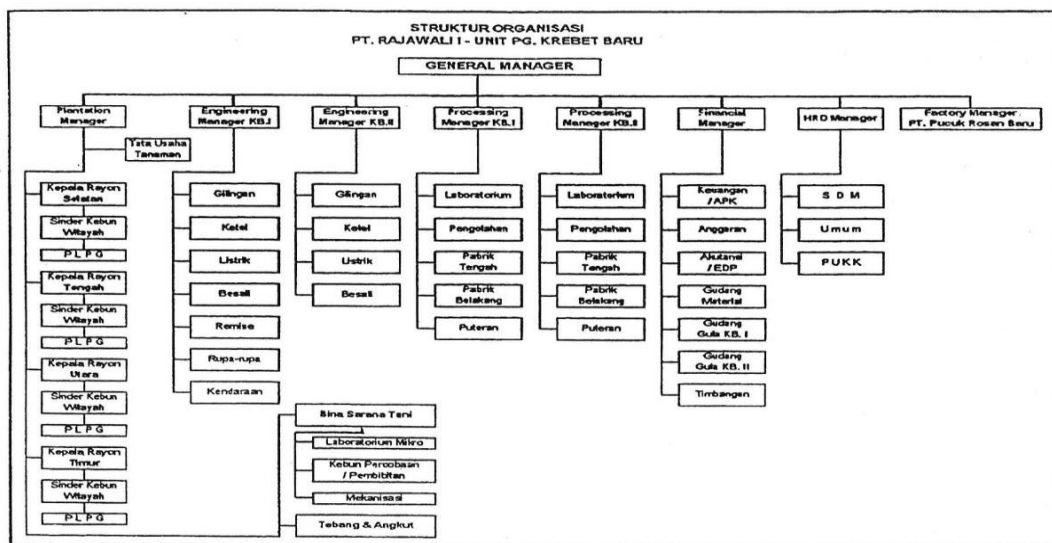 STRUKTUR ORGANISASI
PT. RAJAWALI I - UNIT PG. KREBET BARU
GENERAL MANAGER
Plantation
Manager
Engineering
Manager KB.I
Engineering
Manager KB.II
Processing
Manager KB.I
Processing
Manager KB.II
Financial
Manager
HRD Manager
Factory Manager
PT. Pucuk Rosan Baru
Tata Usaha
Tanaman
Kepala Rayon
Selatan
Sinder Kebun
Wilayah
P L P G
Kepala Rayon
Tengah
Sinder Kebun
Wilayah
P L P G
Kepala Rayon
Utara
Sinder Kebun
Wilayah
P L P G
Kepala Rayon
Timur
Sinder Kebun
Wilayah
P L P G
Gilingan
Ketel
Listrik
Besali
Remise
Rupa-rupa
Kendaraan
Gilingan
Ketel
Listrik
Besali
Bina Sarana Tani
Laboratorium Mikro
Kebun Percobaan
/ Pembibitan
Mekanisasi
Tebang & Angkut
Laboratorium
Pengolahan
Pabrik
Tengah
Pabrik
Belakang
Puteran
Laboratorium
Pengolahan
Pabrik
Tengah
Pabrik
Belakang
Puteran
Keuangan
/ APK
Anggaran
Akutansi
/ EDP
Gudang
Material
Gudang
Gula KB. I
Gudang
Gula KB. II
Timbangan
S D M
U m u m
P U K K